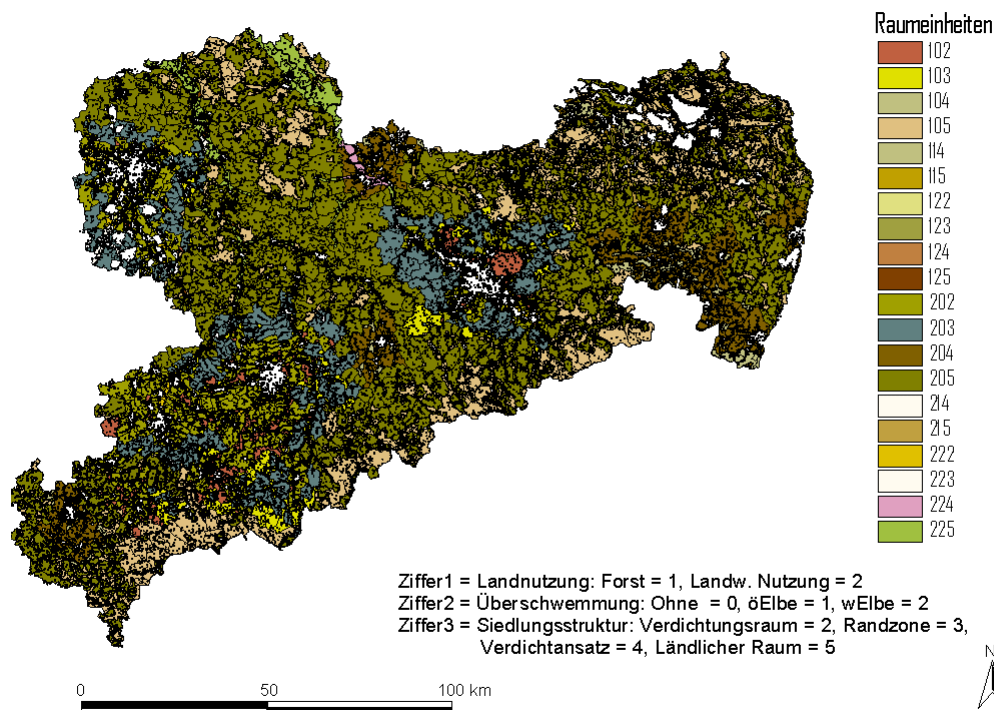 Raumeinheiten
102
103
104
105
114
115
122
123
124
125
202
203
204
205
214
215
222
223
224
225
Ziffer1 = Landnutzung: Forst = 1, Landw. Nutzung = 2
Ziffer2 = Überschwemmung: Ohne = 0, öElbe = 1, wElbe = 2
Ziffer3 = Siedlungsstruktur: Verdichtungsraum = 2, Randzone = 3,
Verdichtansatz = 4, Ländlicher Raum = 5
N
0 50 100 km